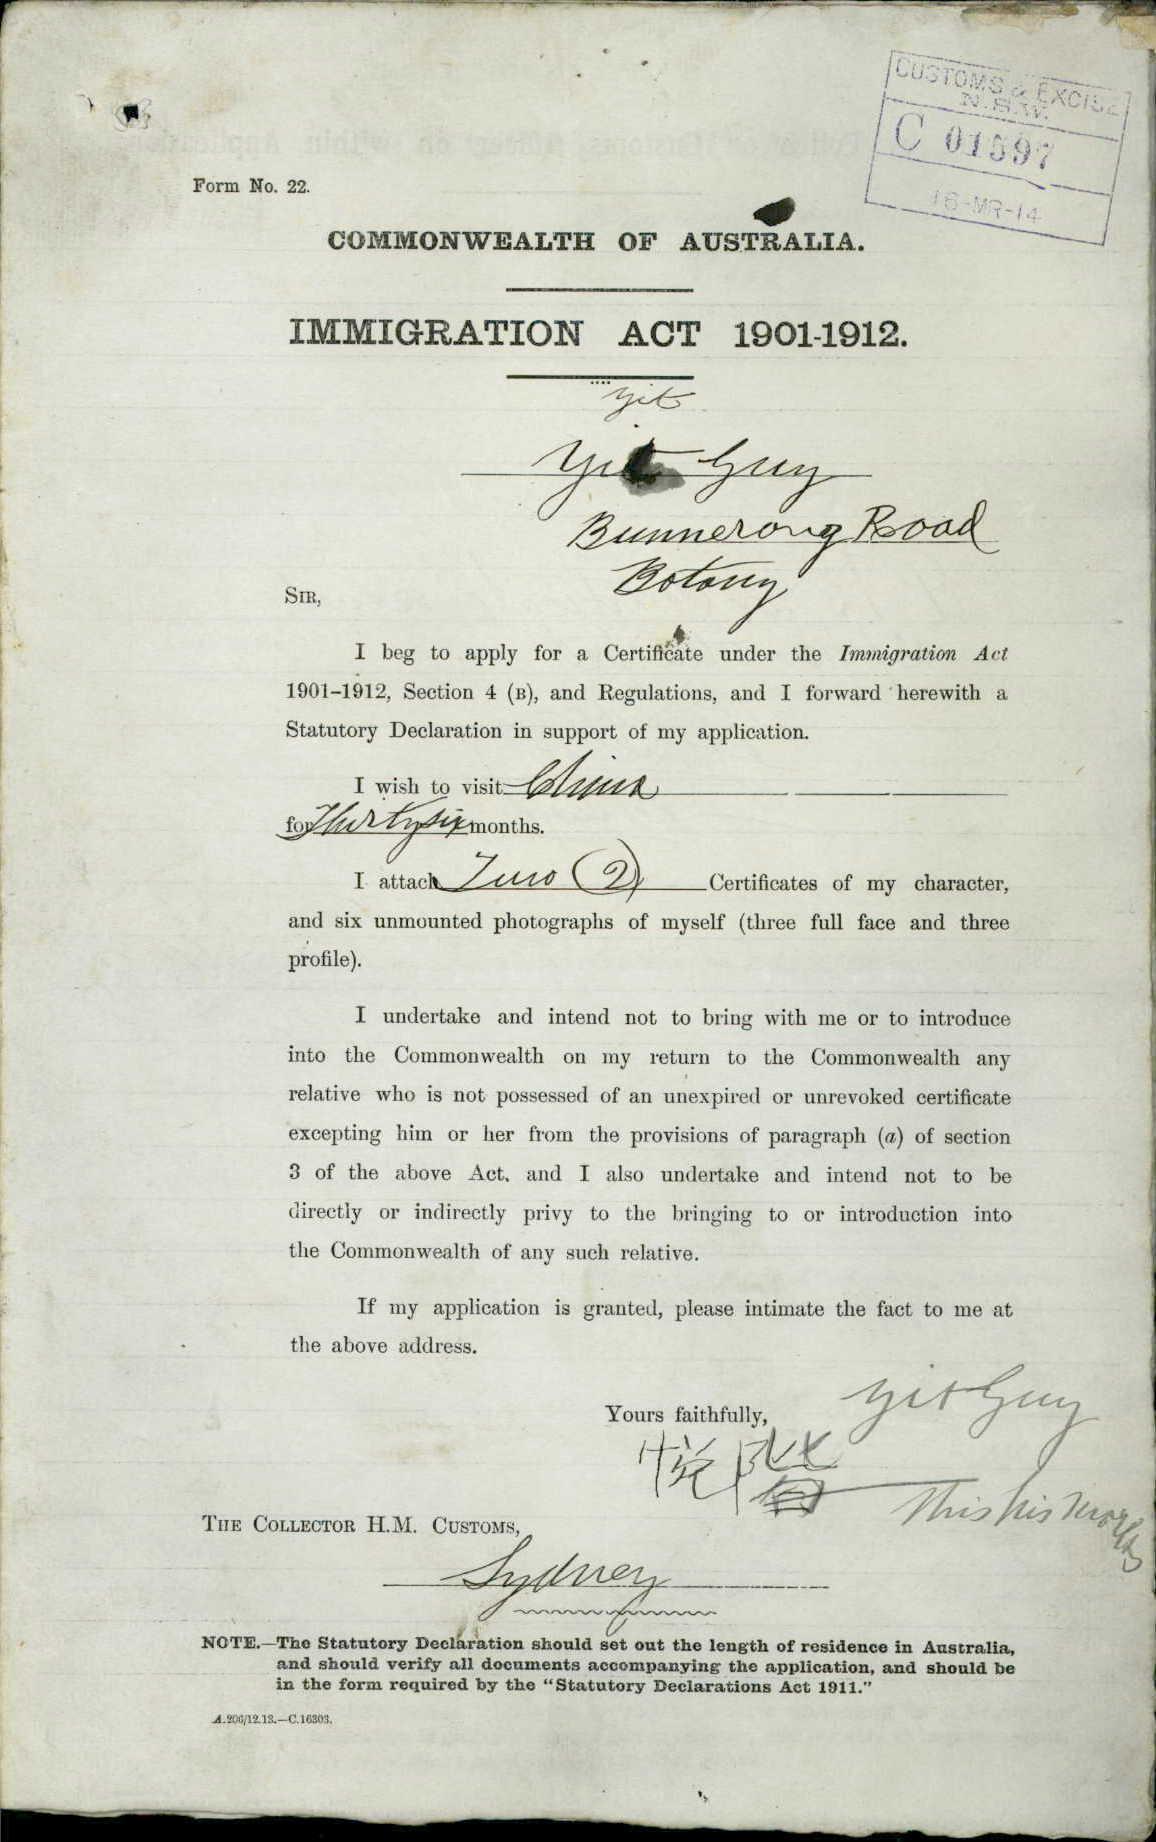 CUSTOMS & EXCISE
N.S.W.
C 01597
16-MR-14
Form No. 22.
COMMONWEALTH OF AUSTRALIA.
IMMIGRATION ACT 1901-1912.
Yit
Yit Guy
Bunnerong Road
Botany
SIR,
I beg to apply for a Certificate under the Immigration Act
1901-1912, Section 4 (B), and Regulations, and I forward herewith a
Statutory Declaration in support of my application.
I wish to visit China
for Thirty six months.
I attach Two (2) Certificates of my character,
and six unmounted photographs of myself (three full face and three
profile).
I undertake and intend not to bring with me or to introduce
into the Commonwealth on my return to the Commonwealth any
relative who is not possessed of an unexpired or unrevoked certificate
excepting him or her from the provisions of paragraph (a) of section
3 of the above Act, and I also undertake and intend not to be
directly or indirectly privy to the bringing to or introduction into
the Commonwealth of any such relative.
If my application is granted, please intimate the fact to me at
the above address.
Yit Guy
Yours faithfully,
悅階
This his mark
THE COLLECTOR H.M. CUSTOMS,
Sydney
NOTE.—The Statutory Declaration should set out the length of residence in Australia,
and should verify all documents accompanying the application, and should be
in the form required by the "Statutory Declarations Act 1911."
A.206/12.13.—C.16303.